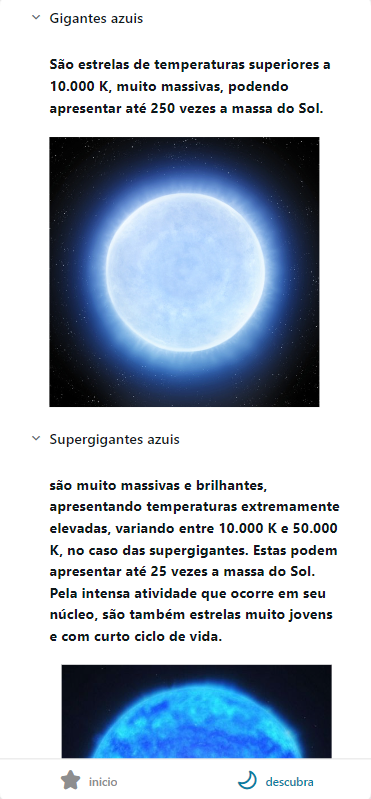 Gigantes azuis
São estrelas de temperaturas superiores a
10.000 K, muito massivas, podendo
apresentar até 250 vezes a massa do Sol.
Supergigantes azuis
são muito massivas e brilhantes,
apresentando temperaturas extremamente
elevadas, variando entre 10.000 K e 50.000
K, no caso das supergigantes. Estas podem
apresentar até 25 vezes a massa do Sol.
Pela intensa atividade que ocorre em seu
núcleo, são também estrelas muito jovens
e com curto ciclo de vida.
inicio
descubra